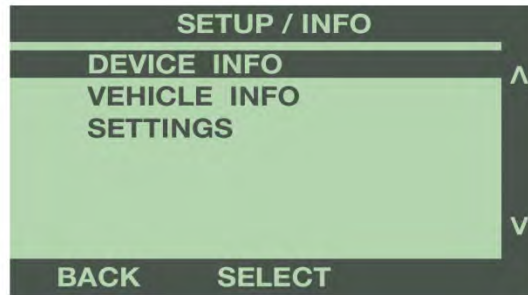 SETUP / INFO
DEVICE INFO
VEHICLE INFO
SETTINGS
BACK SELECT